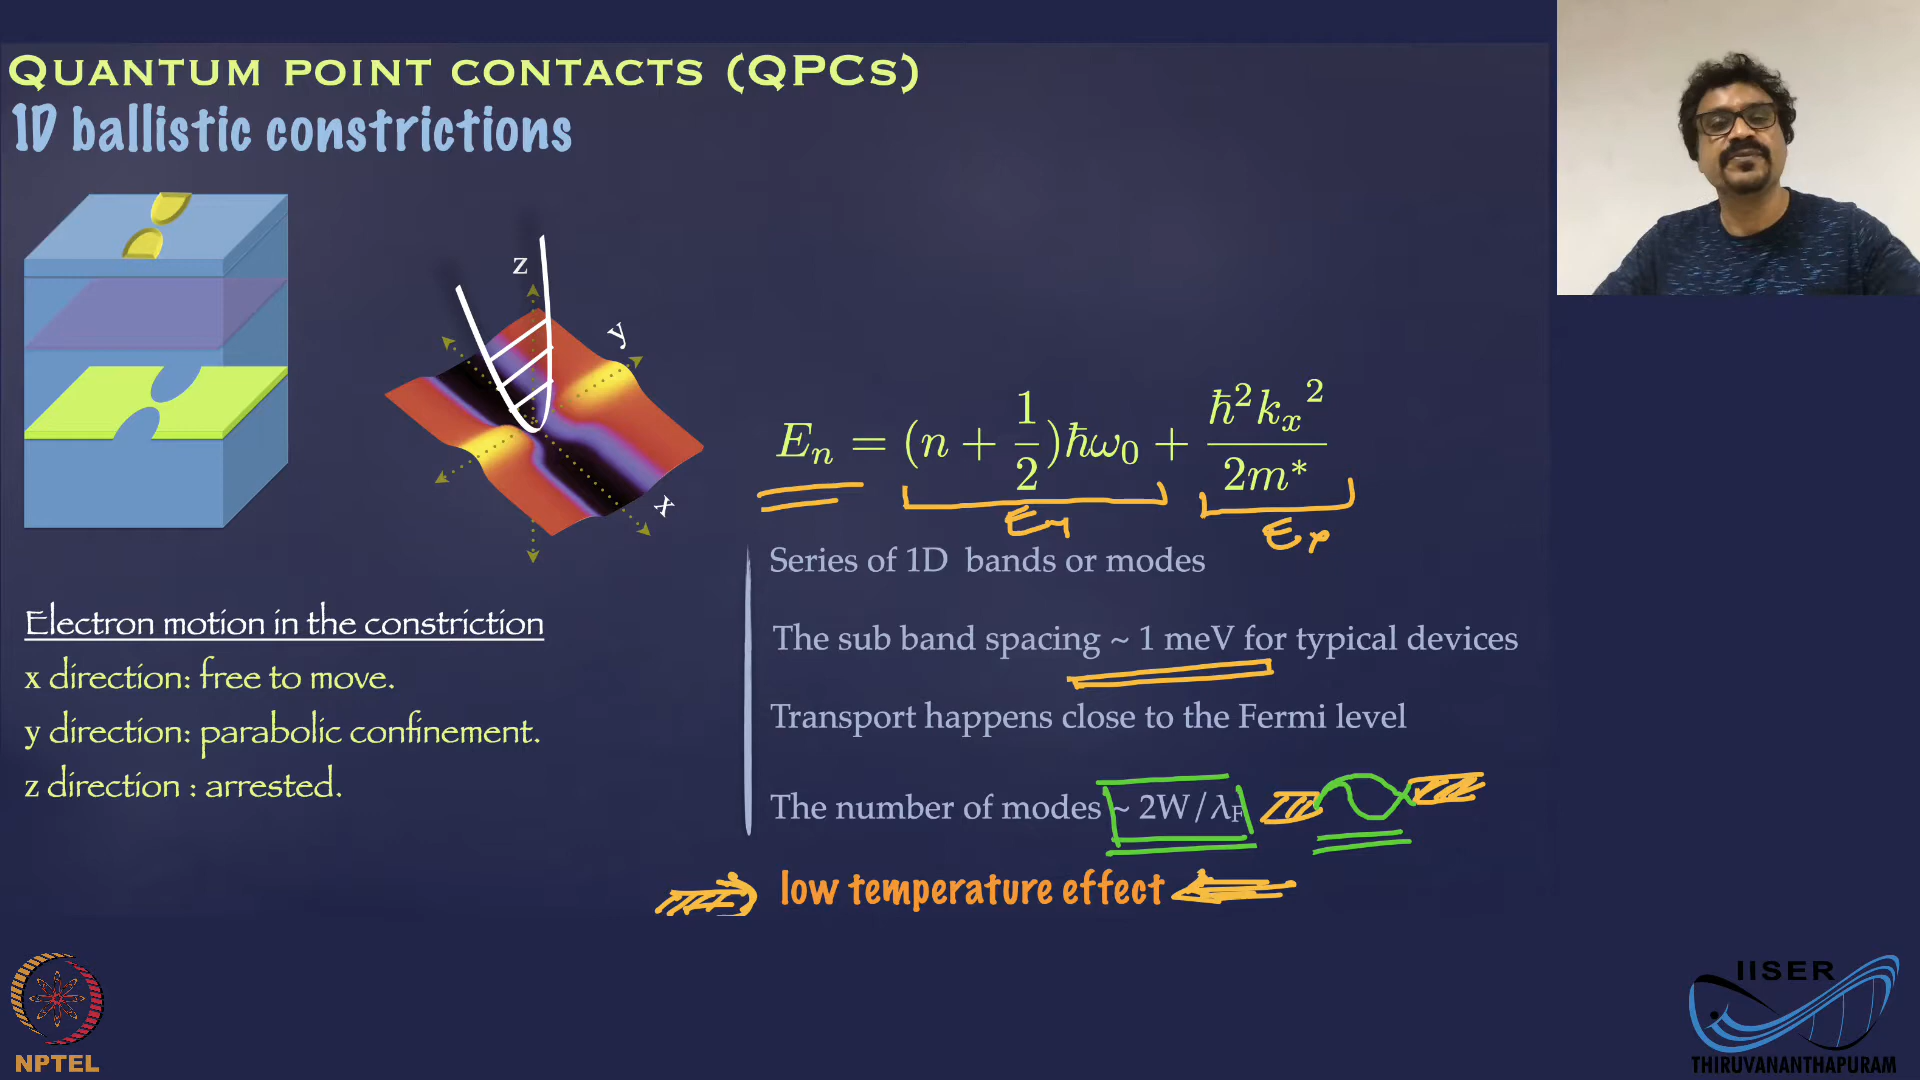 QUANTUM POINT CONTACTS (QPCs)
1D ballistic constrictions
z
y
x
E_n = (n + 1/2)ħω_0 + ħ²k_x²/2m*
E_y
E_x
Series of 1D bands or modes
The sub band spacing ~ 1 meV for typical devices
Transport happens close to the Fermi level
The number of modes ~ 2W/λ_F
low temperature effect
Electron motion in the constriction
x direction: free to move.
y direction: parabolic confinement.
z direction : arrested.
NPTEL
IISER
THIRUVANANTHAPURAM